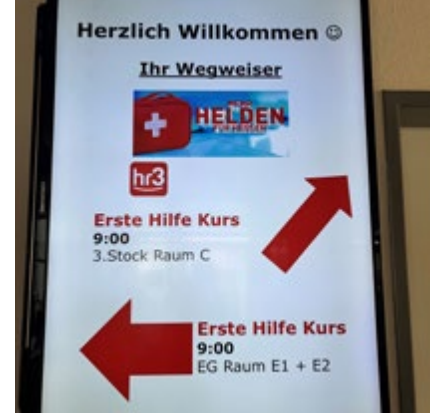 Herzlich Willkommen ☺
Ihr Wegweiser
HELDEN
hr3
Erste Hilfe Kurs
9:00
3.Stock Raum C
Erste Hilfe Kurs
9:00
EG Raum E1 + E2